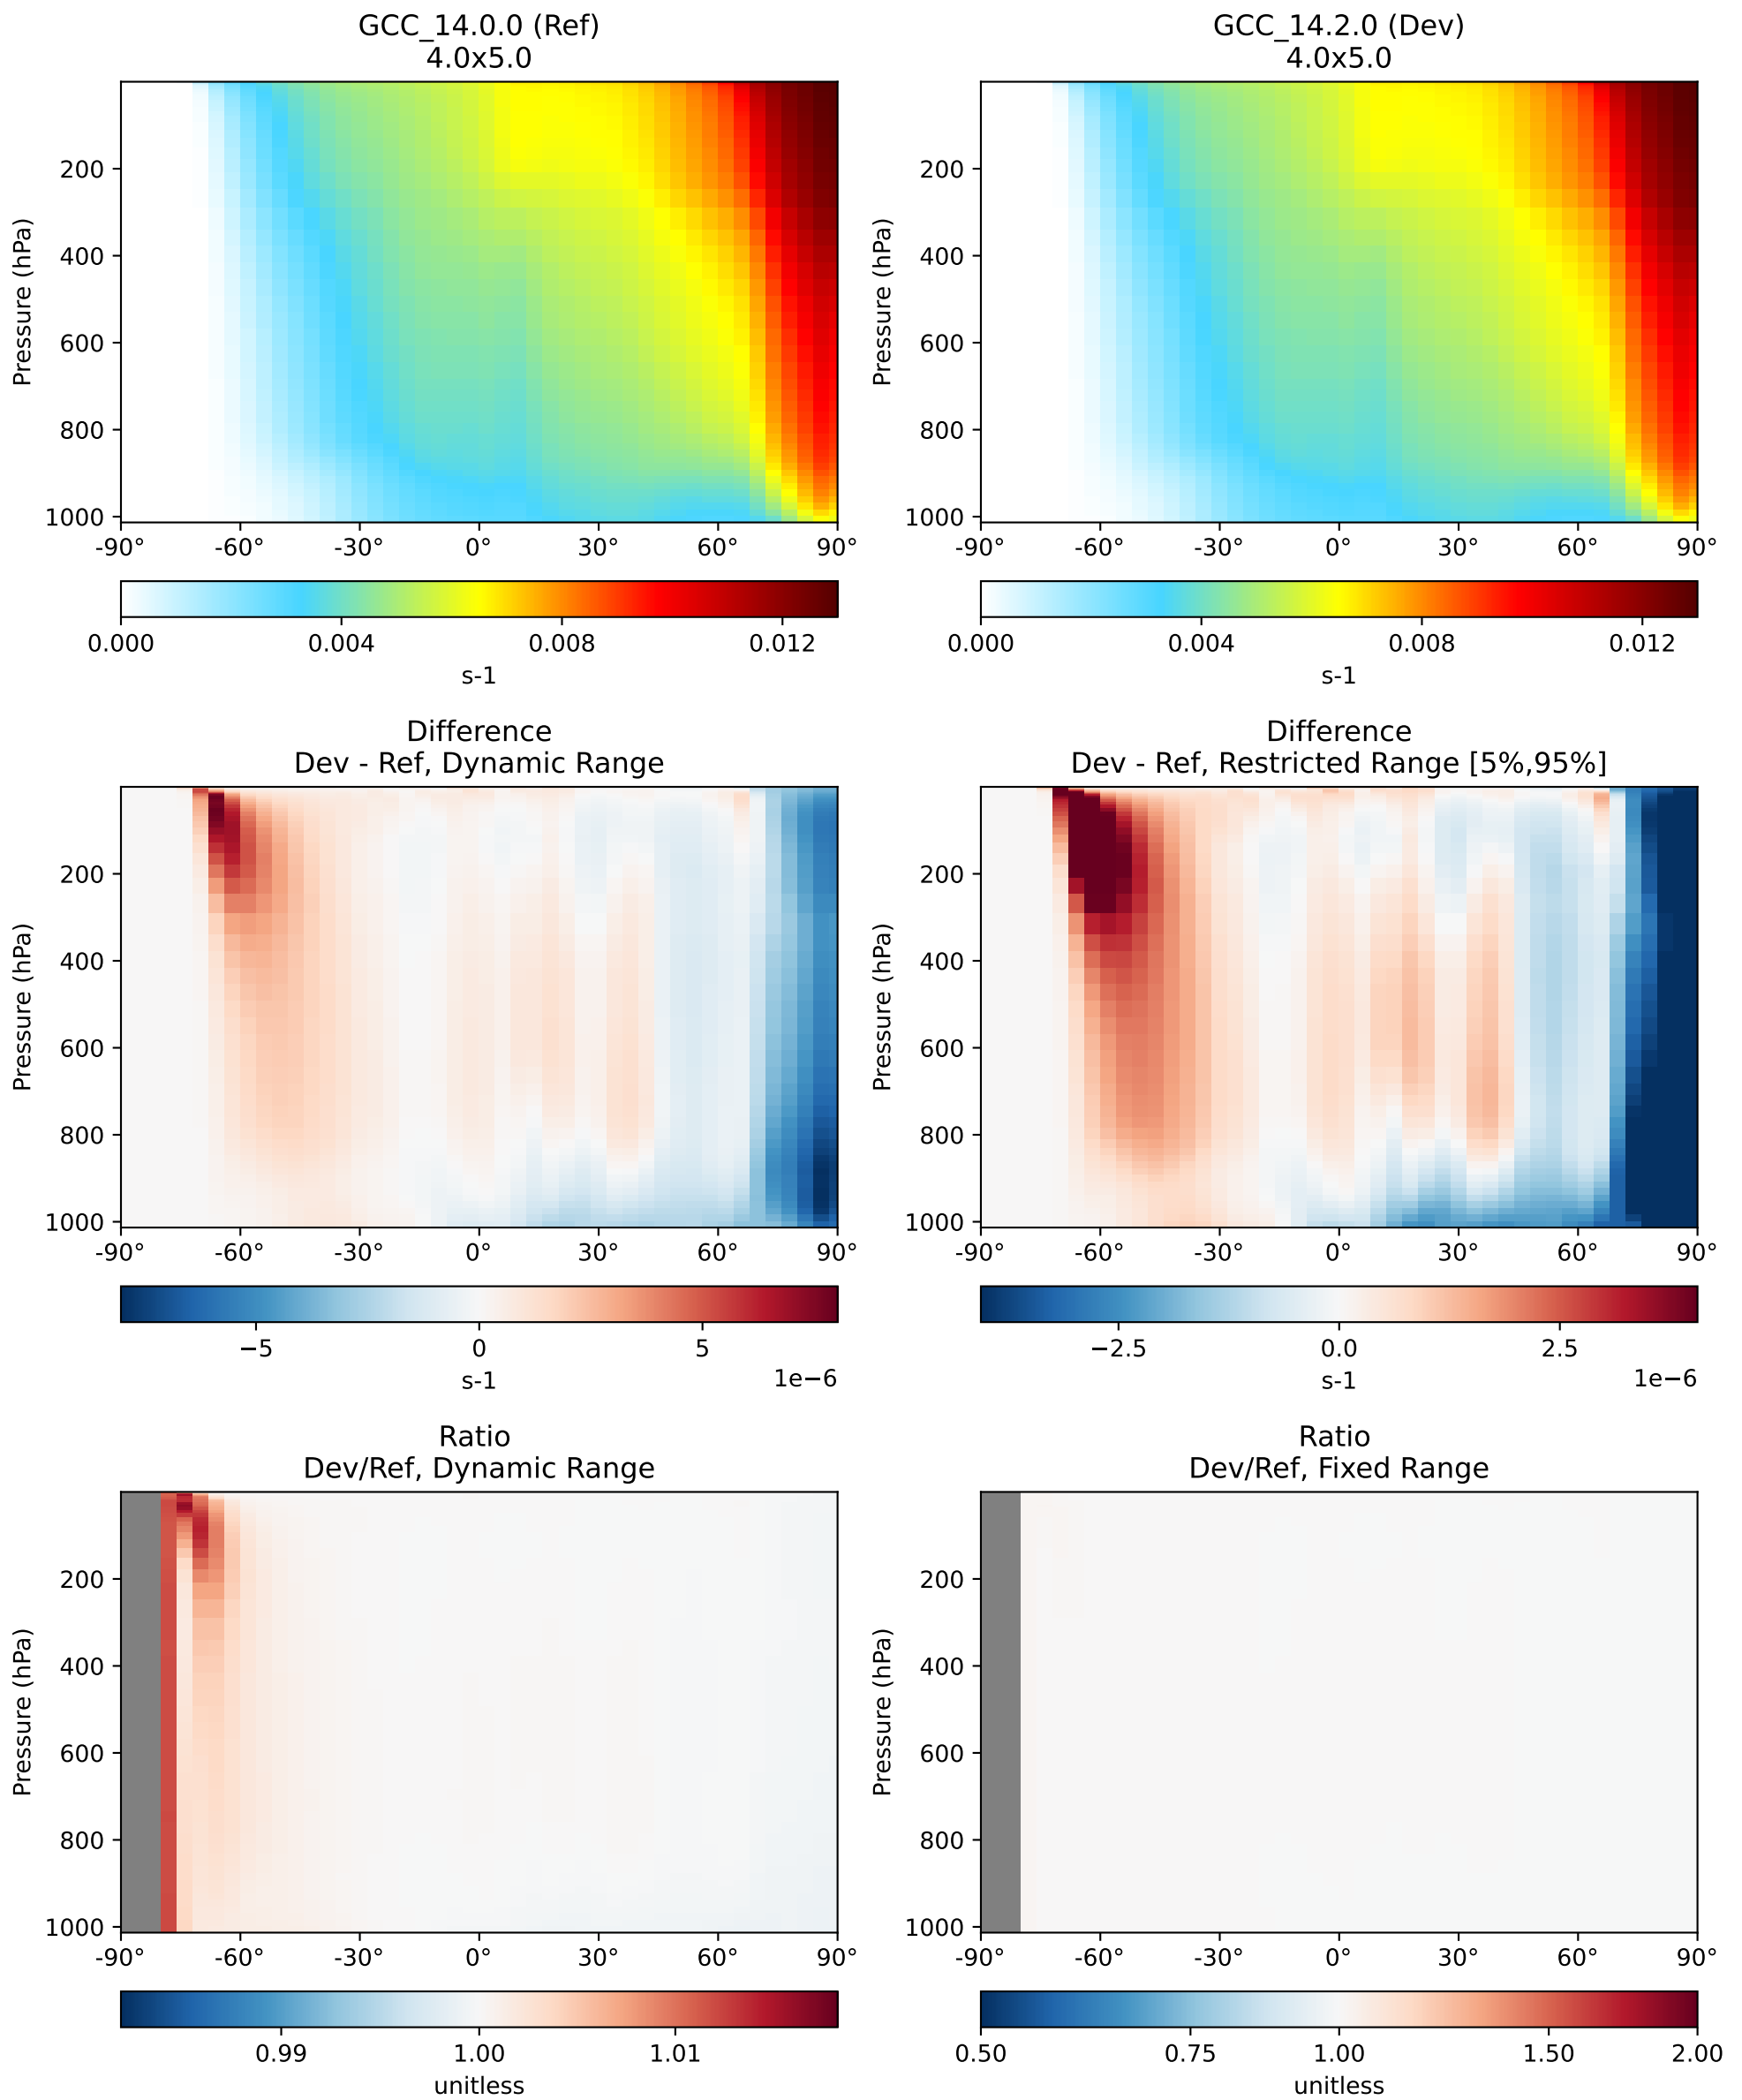 GCC_14.0.0 (Ref)
4.0x5.0
GCC_14.2.0 (Dev)
4.0x5.0
Pressure (hPa)
200
400
600
800
1000
-90° -60° -30° 0° 30° 60° 90°
0.000 0.004 0.008 0.012
s-1
Pressure (hPa)
200
400
600
800
1000
-90° -60° -30° 0° 30° 60° 90°
0.000 0.004 0.008 0.012
s-1
Difference
Dev - Ref, Dynamic Range
Pressure (hPa)
200
400
600
800
1000
-90° -60° -30° 0° 30° 60° 90°
−5 0 5
s-1
1e−6
Difference
Dev - Ref, Restricted Range [5%,95%]
Pressure (hPa)
200
400
600
800
1000
-90° -60° -30° 0° 30° 60° 90°
−2.5 0.0 2.5
s-1
1e−6
Ratio
Dev/Ref, Dynamic Range
Pressure (hPa)
200
400
600
800
1000
-90° -60° -30° 0° 30° 60° 90°
0.99 1.00 1.01
unitless
Ratio
Dev/Ref, Fixed Range
Pressure (hPa)
200
400
600
800
1000
-90° -60° -30° 0° 30° 60° 90°
0.50 0.75 1.00 1.50 2.00
unitless